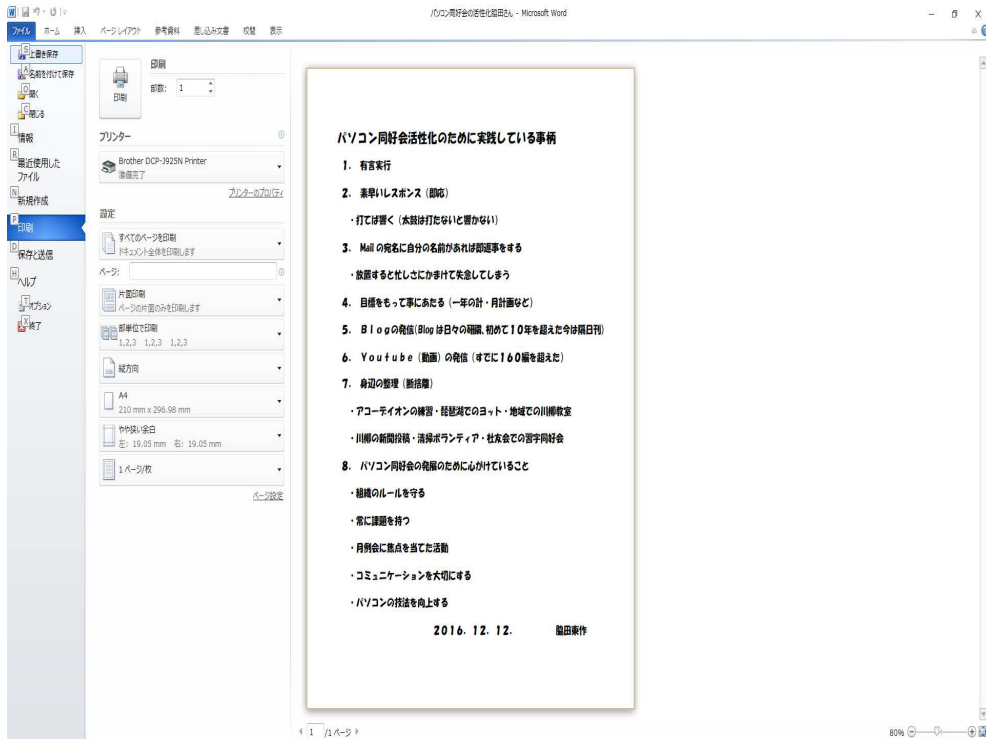 パソコン同好会の活性化脇田さん - Microsoft Word
ファイル ホーム 挿入 ページ レイアウト 参考資料 差し込み文書 校閲 表示
S 上書き保存
A 名前を付けて保存
O 開く
C 閉じる
I 情報
R 最近使用した
ファイル
N 新規作成
P 印刷
D 保存と送信
H ヘルプ
T オプション
X 終了
印刷
印刷
部数: 1
プリンター
Brother DCP-J925N Printer
準備完了
プリンターのプロパティ
設定
すべてのページを印刷
ドキュメント全体を印刷します
ページ:
片面印刷
ページの片面のみを印刷します
部単位で印刷
1,2,3 1,2,3 1,2,3
縦方向
A4
210 mm x 296.98 mm
やや狭い余白
左: 19.05 mm 右: 19.05 mm
1 ページ/枚
ページ設定
パソコン同好会活性化のために実践している事柄
1. 有言実行
2. 素早いレスポンス(即応)
・打てば響く(太鼓は打たないと響かない)
3. Mailの宛名に自分の名前があれば即返事をする
・放置すると忙しさにかまけて失念してしまう
4. 目標をもって事にあたる(一年の計・月計画など)
5. Blogの発信(Blogは日々の研鑽、初めて10年を超えた今は隔日刊)
6. Youtube(動画)の発信(すでに160編を超えた)
7. 身辺の整理(断捨離)
・アコーデイオンの練習・琵琶湖でのヨット・地域での川柳教室
・川柳の新聞投稿・清掃ボランティア・社友会での習字同好会
8. パソコン同好会の発展のために心がけていること
・組織のルールを守る
・常に課題を持つ
・月例会に焦点を当てた活動
・コミュニケーションを大切にする
・パソコンの技法を向上する
2016. 12. 12. 脇田東作
1 /1 ページ
80%